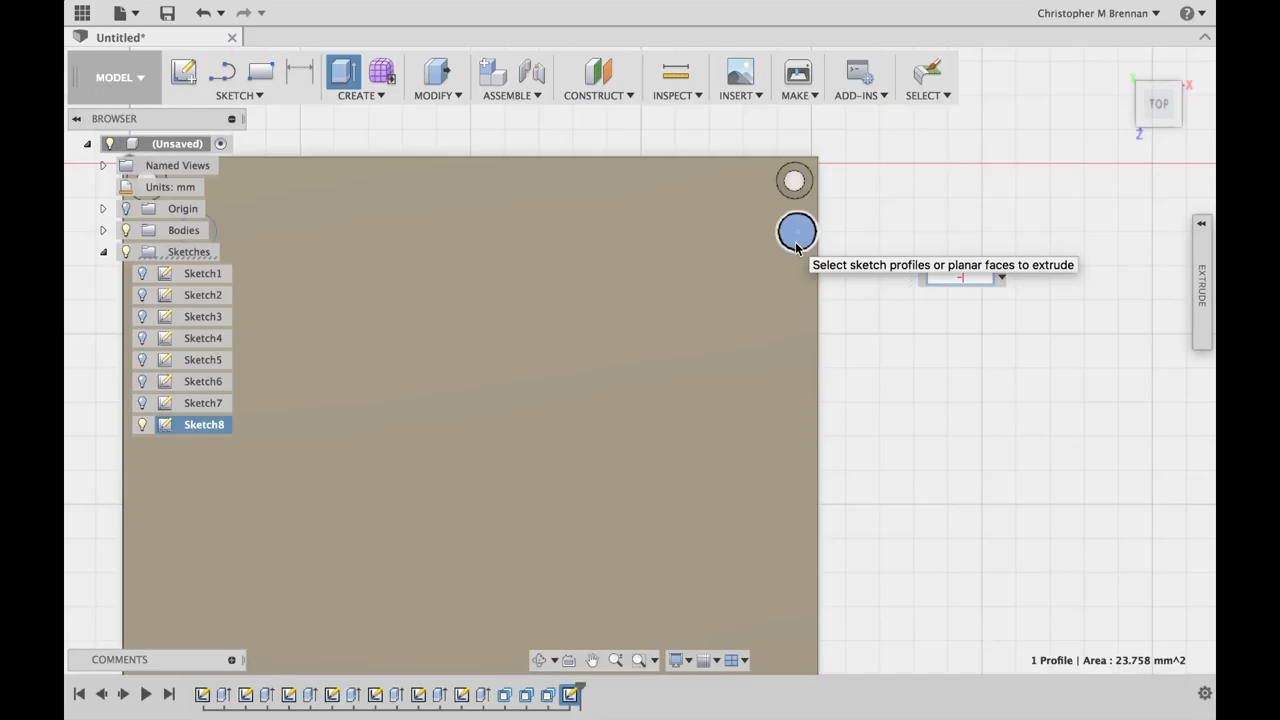 Christopher M Brennan
Untitled*
MODEL
SKETCH
CREATE
MODIFY
ASSEMBLE
CONSTRUCT
INSPECT
INSERT
MAKE
ADD-INS
SELECT
BROWSER
TOP
X
Y
Z
(Unsaved)
Named Views
Units: mm
Origin
Bodies
Sketches
Select sketch profiles or planar faces to extrude
-
EXTRUDE
Sketch1
Sketch2
Sketch3
Sketch4
Sketch5
Sketch6
Sketch7
Sketch8
COMMENTS
1 Profile | Area : 23.758 mm^2